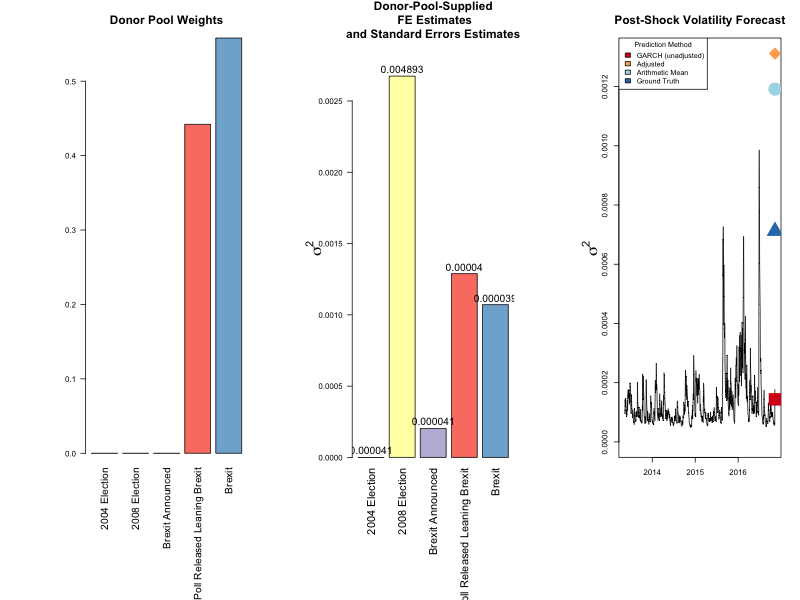 Donor Pool Weights
0.5
0.4
0.3
0.2
0.1
0.0
2004 Election
2008 Election
Brexit Announced
Poll Released Leaning Brexit
Brexit
Donor-Pool-Supplied
FE Estimates
and Standard Errors Estimates
σ2
0.0025
0.0020
0.0015
0.0010
0.0005
0.0000
0.000041
0.004893
0.000041
0.00004
0.000039
2004 Election
2008 Election
Brexit Announced
oll Released Leaning Brexit
Brexit
Post-Shock Volatility Forecast
Prediction Method
GARCH (unadjusted)
Adjusted
Arithmetic Mean
Ground Truth
σ2
0.0012
0.0010
0.0008
0.0006
0.0004
0.0002
0.0000
2014 2015 2016